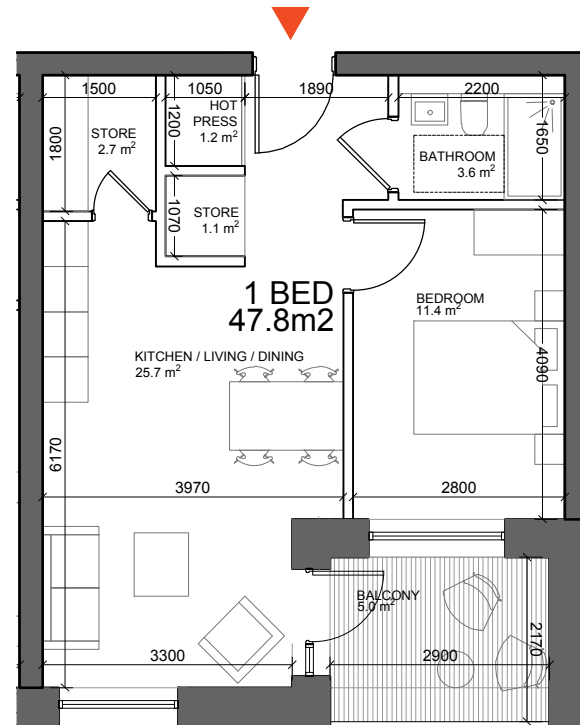 1500
1050
1890
2200
HOT
PRESS
1.2 m²
1200
1800
STORE
2.7 m²
1650
BATHROOM
3.6 m²
STORE
1.1 m²
1070
1 BED
47.8m2
BEDROOM
11.4 m²
KITCHEN / LIVING / DINING
25.7 m²
4090
6170
3970
2800
BALCONY
5.0 m²
2170
3300
2900